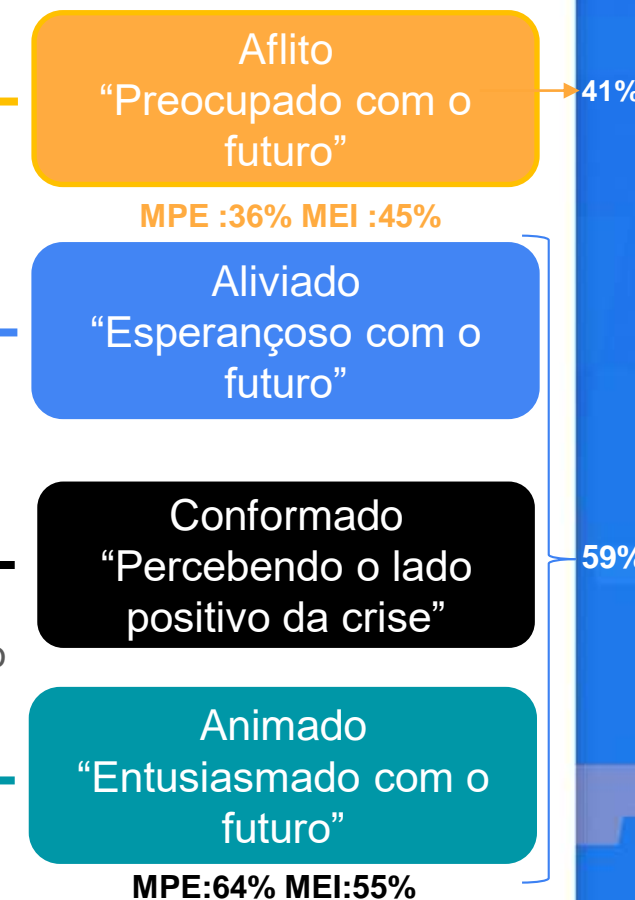 Aflito
“Preocupado com o
futuro”
41%
MPE :36% MEI :45%
Aliviado
“Esperançoso com o
futuro”
Conformado
“Percebendo o lado
positivo da crise”
59%
Animado
“Entusiasmado com o
futuro”
MPE:64% MEI:55%